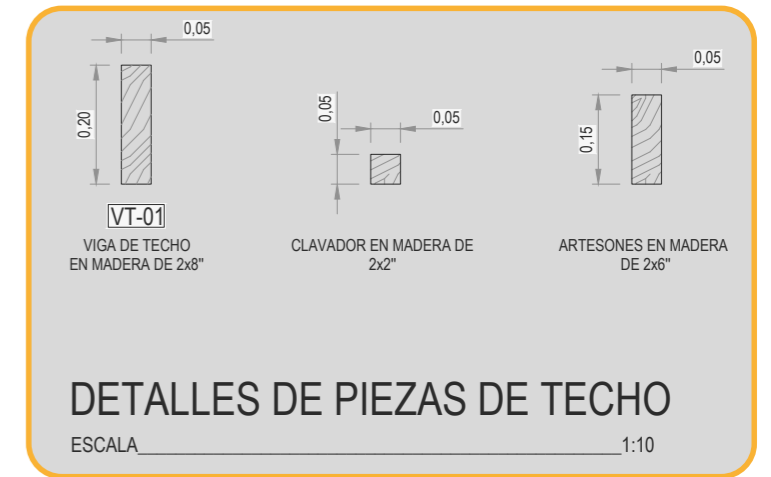 0,05
0,20
VT-01
VIGA DE TECHO
EN MADERA DE 2x8"
0,05
0,05
CLAVADOR EN MADERA DE
2x2"
0,05
0,15
ARTESONES EN MADERA
DE 2x6"
DETALLES DE PIEZAS DE TECHO
ESCALA_______________________________________________1:10